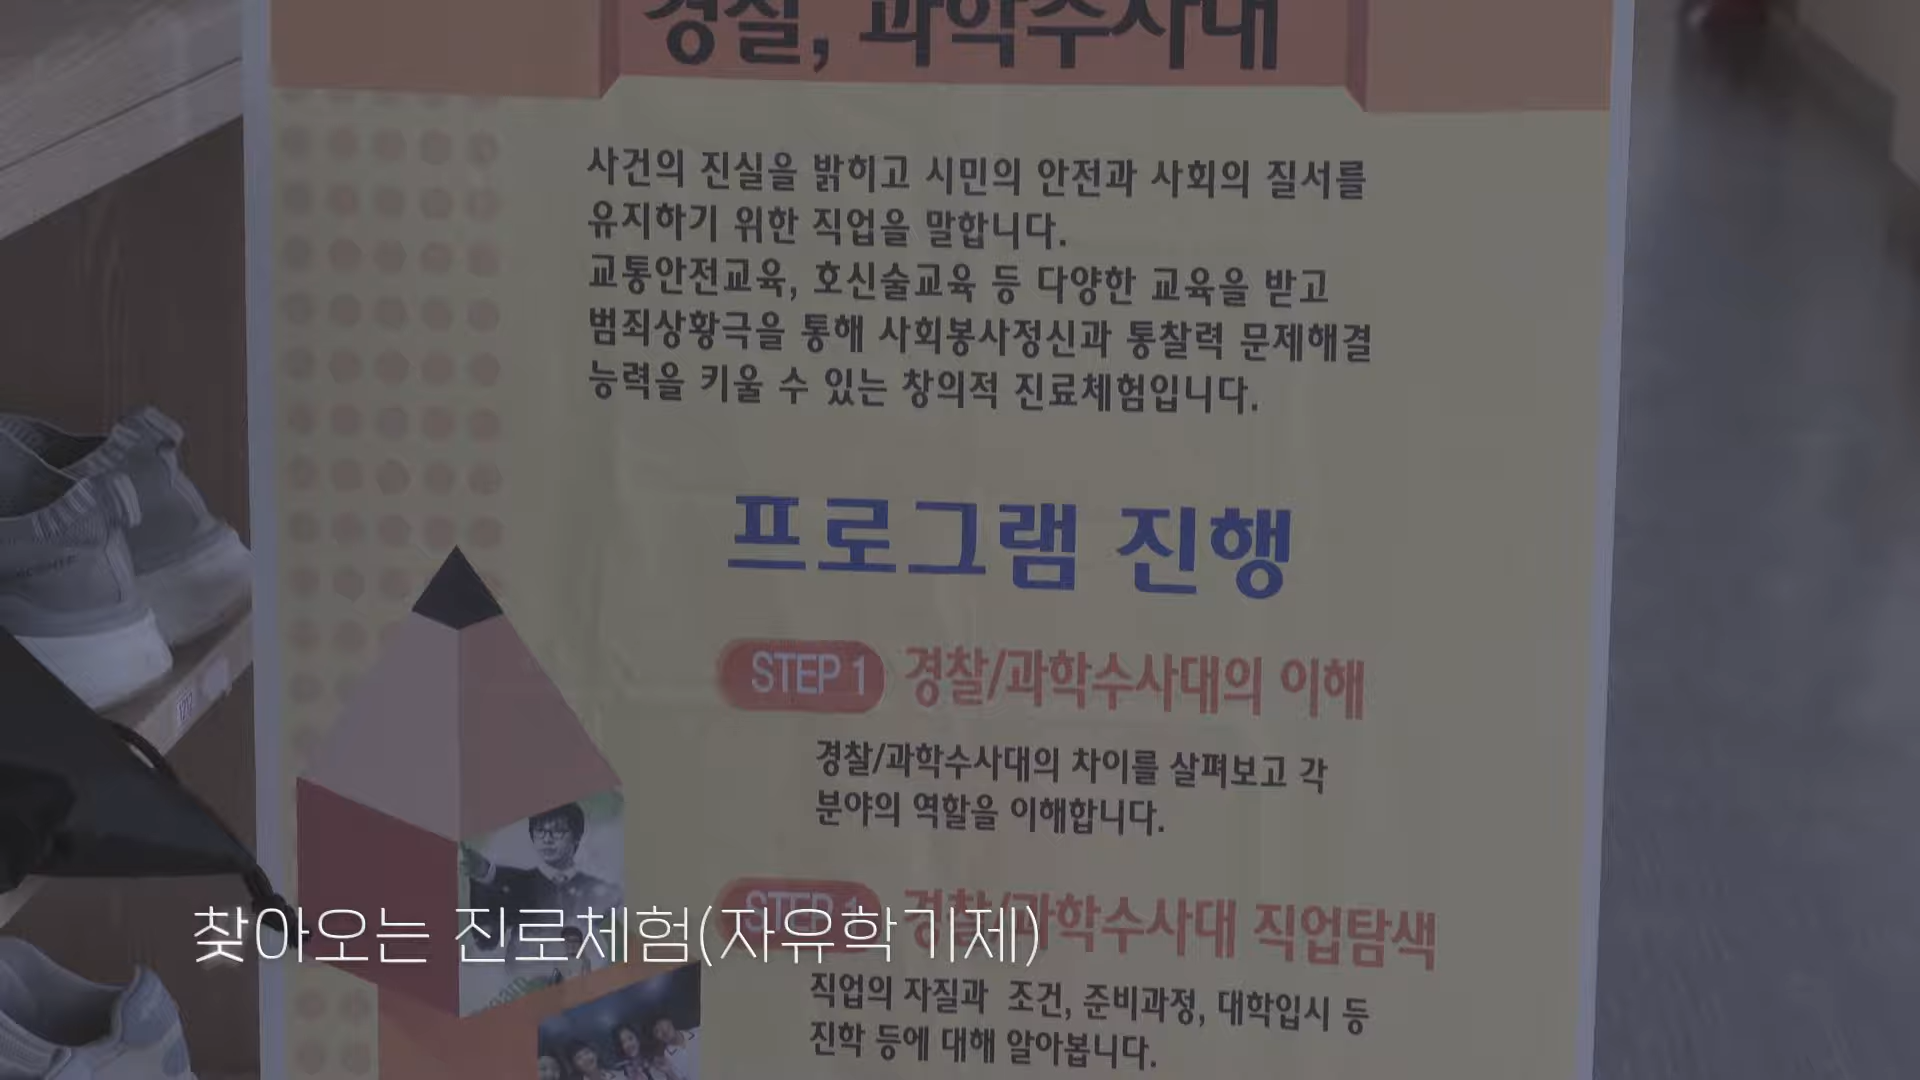 경찰, 과학수사대
사건의 진실을 밝히고 시민의 안전과 사회의 질서를
유지하기 위한 직업을 말합니다.
교통안전교육, 호신술교육 등 다양한 교육을 받고
범죄상황극을 통해 사회봉사정신과 통찰력 문제해결
능력을 키울 수 있는 창의적 진료체험입니다.
프로그램 진행
STEP 1 경찰/과학수사대의 이해
경찰/과학수사대의 차이를 살펴보고 각
분야의 역할을 이해합니다.
STEP 1 경찰/과학수사대 직업탐색
찾아오는 진로체험(자유학기제)
직업의 자질과 조건, 준비과정, 대학입시 등
진학 등에 대해 알아봅니다.